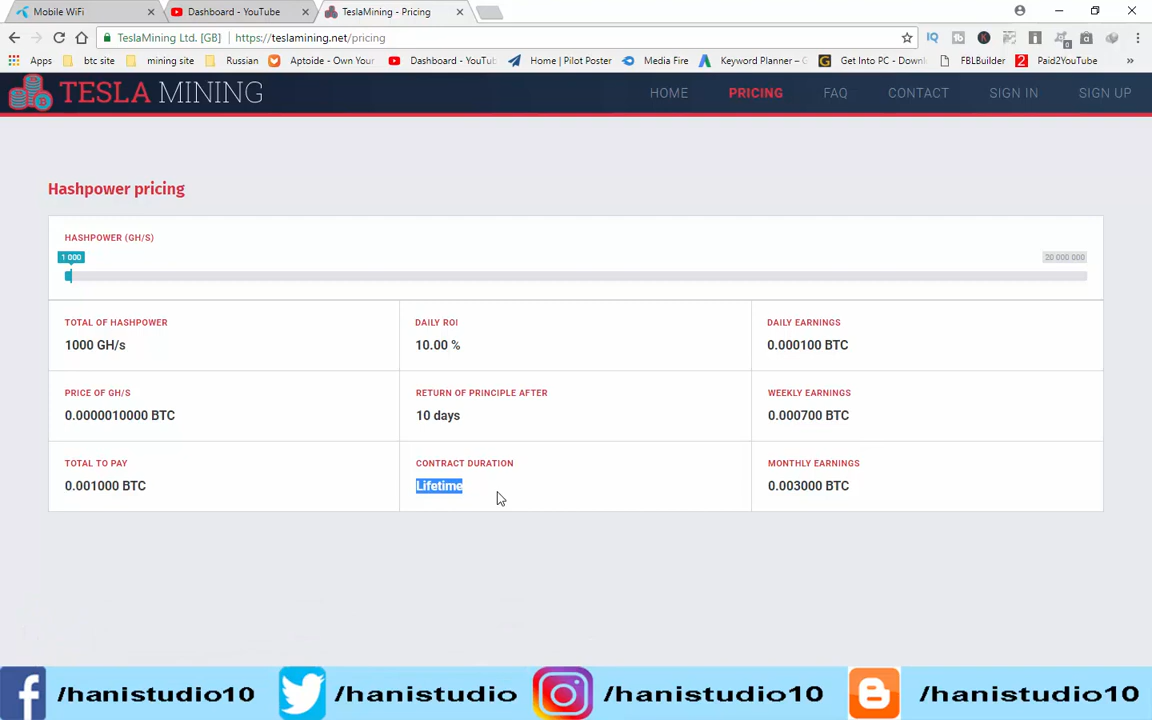 Mobile WiFi
Dashboard - YouTube
TeslaMining - Pricing
TeslaMining Ltd. [GB]
https://teslamining.net/pricing
Apps
btc site
mining site
Russian
Aptoide - Own Your
Dashboard - YouTu
Home | Pilot Poster
Media Fire
Keyword Planner –
Get Into PC - Downl
FBLBuilder
Paid2YouTube
TESLA MINING
HOME
PRICING
FAQ
CONTACT
SIGN IN
SIGN UP
Hashpower pricing
HASHPOWER (GH/S)
1 000
20 000 000
TOTAL OF HASHPOWER
1000 GH/s
DAILY ROI
10.00 %
DAILY EARNINGS
0.000100 BTC
PRICE OF GH/S
0.0000010000 BTC
RETURN OF PRINCIPLE AFTER
10 days
WEEKLY EARNINGS
0.000700 BTC
TOTAL TO PAY
0.001000 BTC
CONTRACT DURATION
Lifetime
MONTHLY EARNINGS
0.003000 BTC
/hanistudio10
/hanistudio
/hanistudio10
/hanistudio10